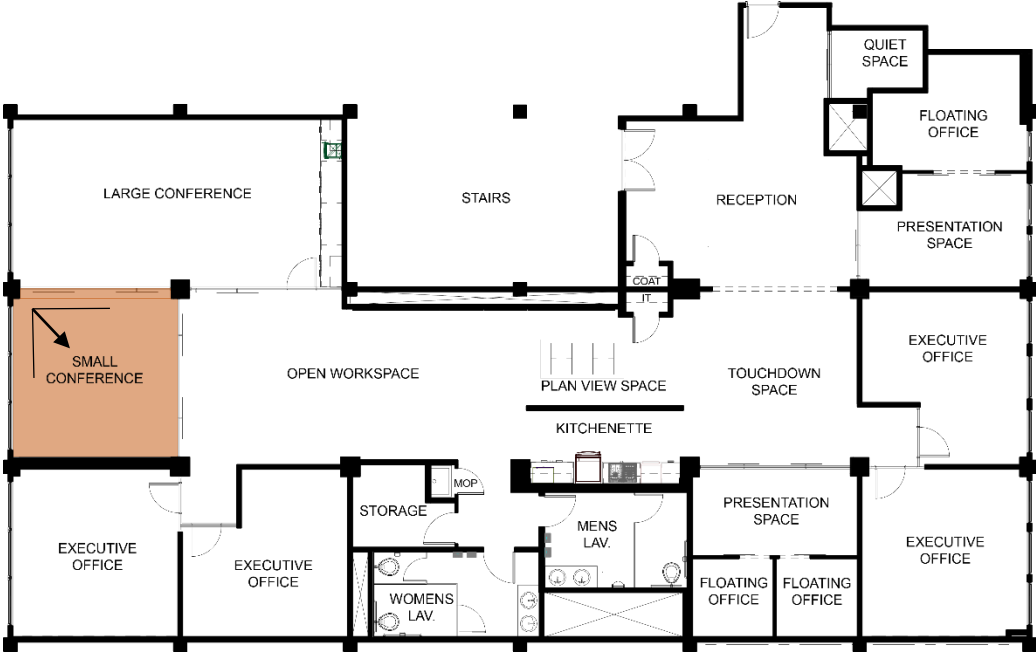 QUIET
SPACE
FLOATING
OFFICE
LARGE CONFERENCE
STAIRS
RECEPTION
PRESENTATION
SPACE
COAT
IT
SMALL
CONFERENCE
OPEN WORKSPACE
PLAN VIEW SPACE
TOUCHDOWN
SPACE
EXECUTIVE
OFFICE
KITCHENETTE
MOP
STORAGE
MENS
LAV.
PRESENTATION
SPACE
EXECUTIVE
OFFICE
EXECUTIVE
OFFICE
EXECUTIVE
OFFICE
WOMENS
LAV.
FLOATING
OFFICE
FLOATING
OFFICE